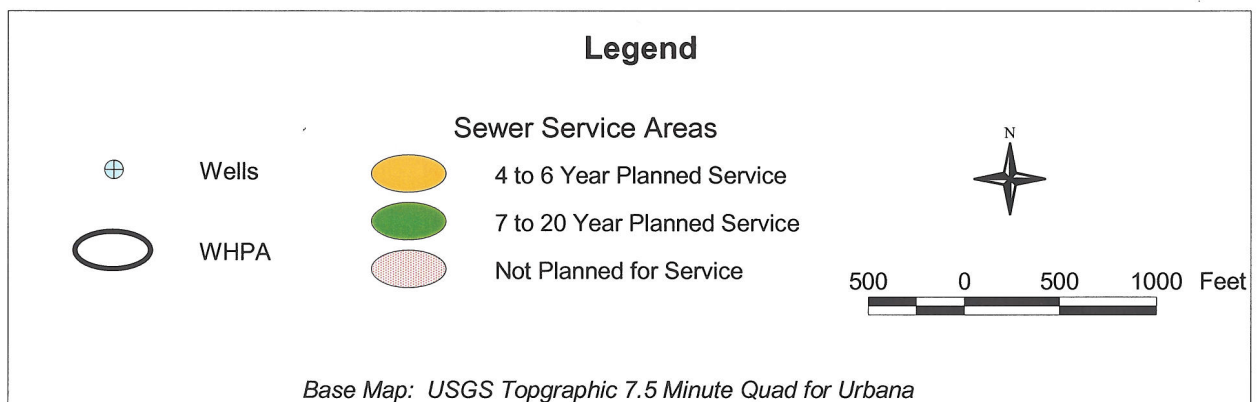 Legend
Sewer Service Areas
N
Wells
4 to 6 Year Planned Service
7 to 20 Year Planned Service
WHPA
Not Planned for Service
500 0 500 1000 Feet
Base Map: USGS Topgraphic 7.5 Minute Quad for Urbana